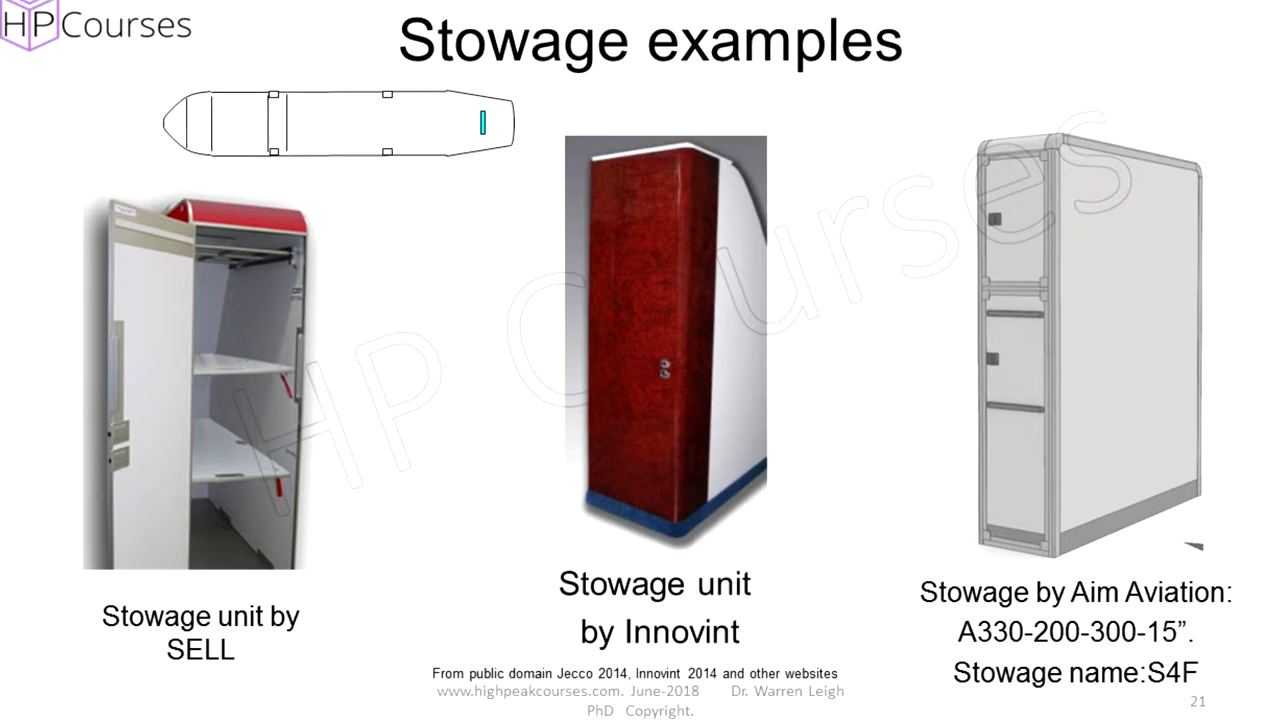 HP Courses
Stowage examples
HP Courses
Stowage unit by
SELL
Stowage unit
by Innovint
Stowage by Aim Aviation:
A330-200-300-15”.
Stowage name:S4F
From public domain Jecco 2014, Innovint 2014 and other websites
www.highpeakcourses.com. June-2018 Dr. Warren Leigh
PhD Copyright.
21